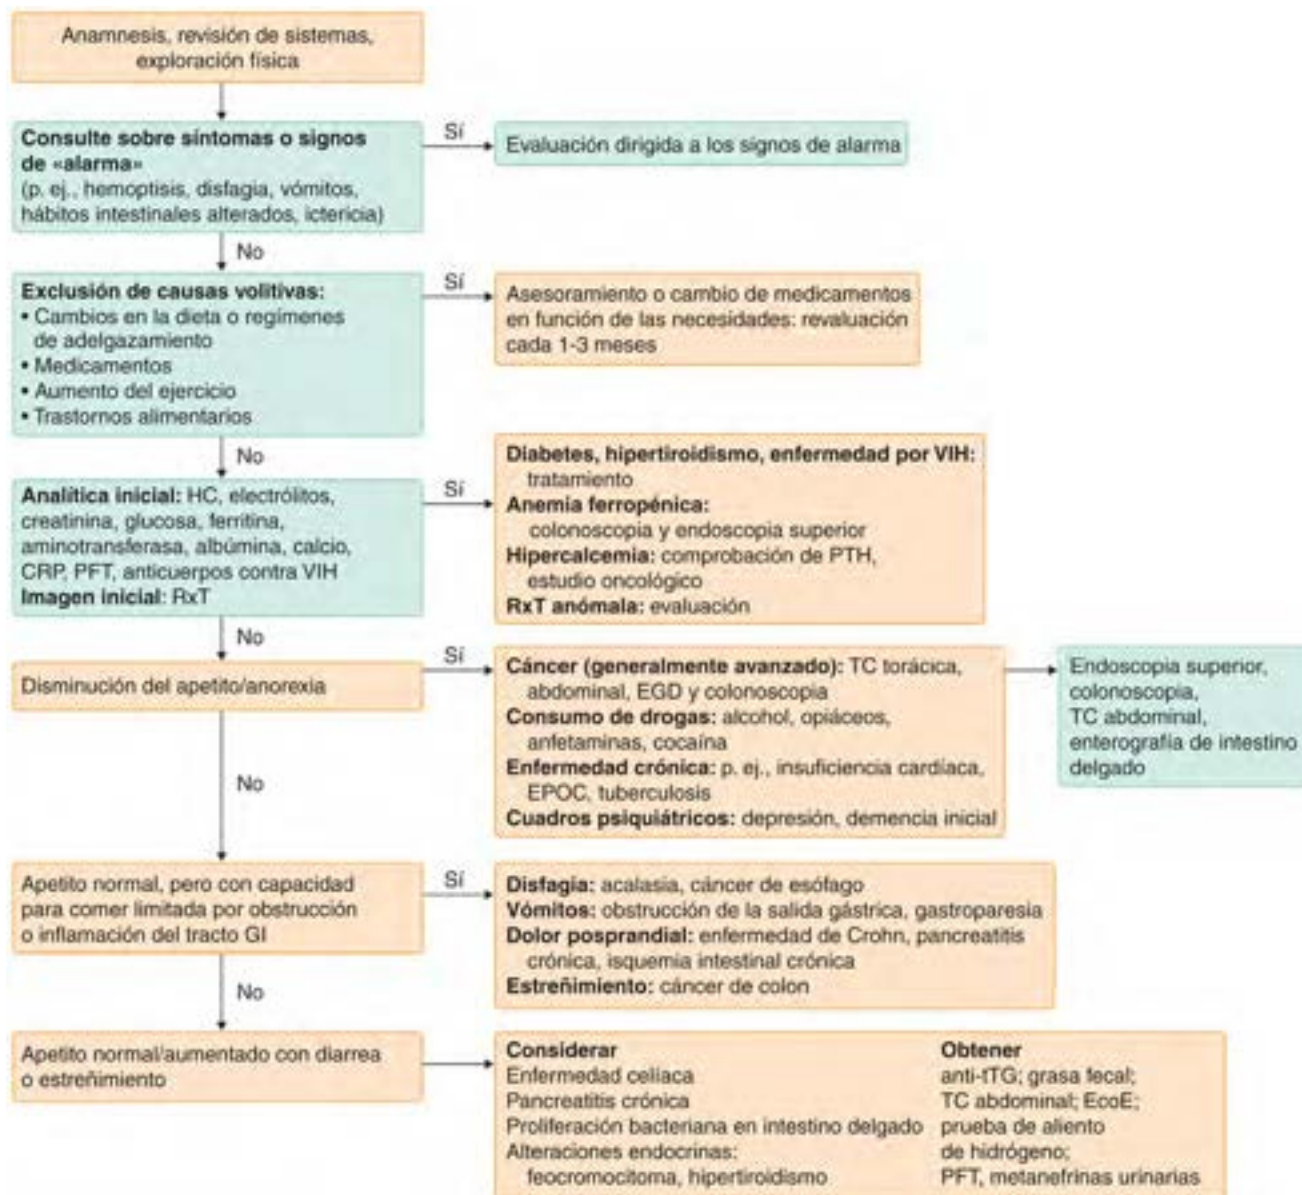 Anamnesis, revisión de sistemas,
exploración física
Consulte sobre síntomas o signos
de «alarma»
(p. ej., hemoptisis, disfagia, vómitos,
hábitos intestinales alterados, ictericia)
Sí
Evaluación dirigida a los signos de alarma
No
Exclusión de causas volitivas:
• Cambios en la dieta o regímenes
de adelgazamiento
• Medicamentos
• Aumento del ejercicio
• Trastornos alimentarios
Sí
Asesoramiento o cambio de medicamentos
en función de las necesidades: revaluación
cada 1-3 meses
No
Analítica inicial: HC, electrólitos,
creatinina, glucosa, ferritina,
aminotransferasa, albúmina, calcio,
CRP, PFT, anticuerpos contra VIH
Imagen inicial: RxT
Sí
Diabetes, hipertiroidismo, enfermedad por VIH:
tratamiento
Anemia ferropénica:
colonoscopia y endoscopia superior
Hipercalcemia: comprobación de PTH,
estudio oncológico
RxT anómala: evaluación
No
Disminución del apetito/anorexia
Sí
Cáncer (generalmente avanzado): TC torácica,
abdominal, EGD y colonoscopia
Consumo de drogas: alcohol, opiáceos,
anfetaminas, cocaína
Enfermedad crónica: p. ej., insuficiencia cardíaca,
EPOC, tuberculosis
Cuadros psiquiátricos: depresión, demencia inicial
Endoscopia superior,
colonoscopia,
TC abdominal,
enterografía de intestino
delgado
No
Apetito normal, pero con capacidad
para comer limitada por obstrucción
o inflamación del tracto GI
Sí
Disfagia: acalasia, cáncer de esófago
Vómitos: obstrucción de la salida gástrica, gastroparesia
Dolor posprandial: enfermedad de Crohn, pancreatitis
crónica, isquemia intestinal crónica
Estreñimiento: cáncer de colon
No
Apetito normal/aumentado con diarrea
o estreñimiento
Considerar
Enfermedad celiaca
Pancreatitis crónica
Proliferación bacteriana en intestino delgado
Alteraciones endocrinas:
feocromocitoma, hipertiroidismo
Obtener
anti-tTG; grasa fecal;
TC abdominal; EcoE;
prueba de aliento
de hidrógeno;
PFT, metanefrinas urinarias